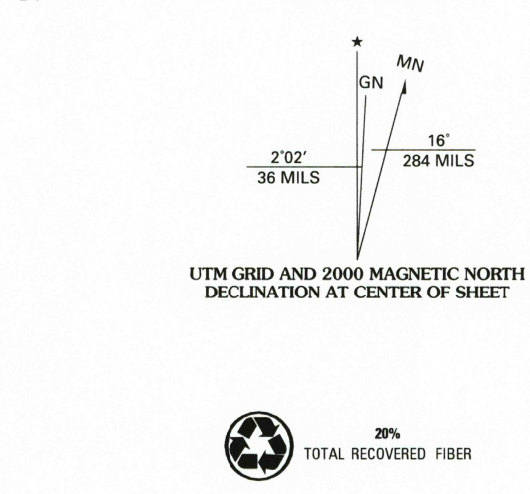 ★
MN
GN
16°
284 MILS
2°02′
36 MILS
UTM GRID AND 2000 MAGNETIC NORTH
DECLINATION AT CENTER OF SHEET
20%
TOTAL RECOVERED FIBER